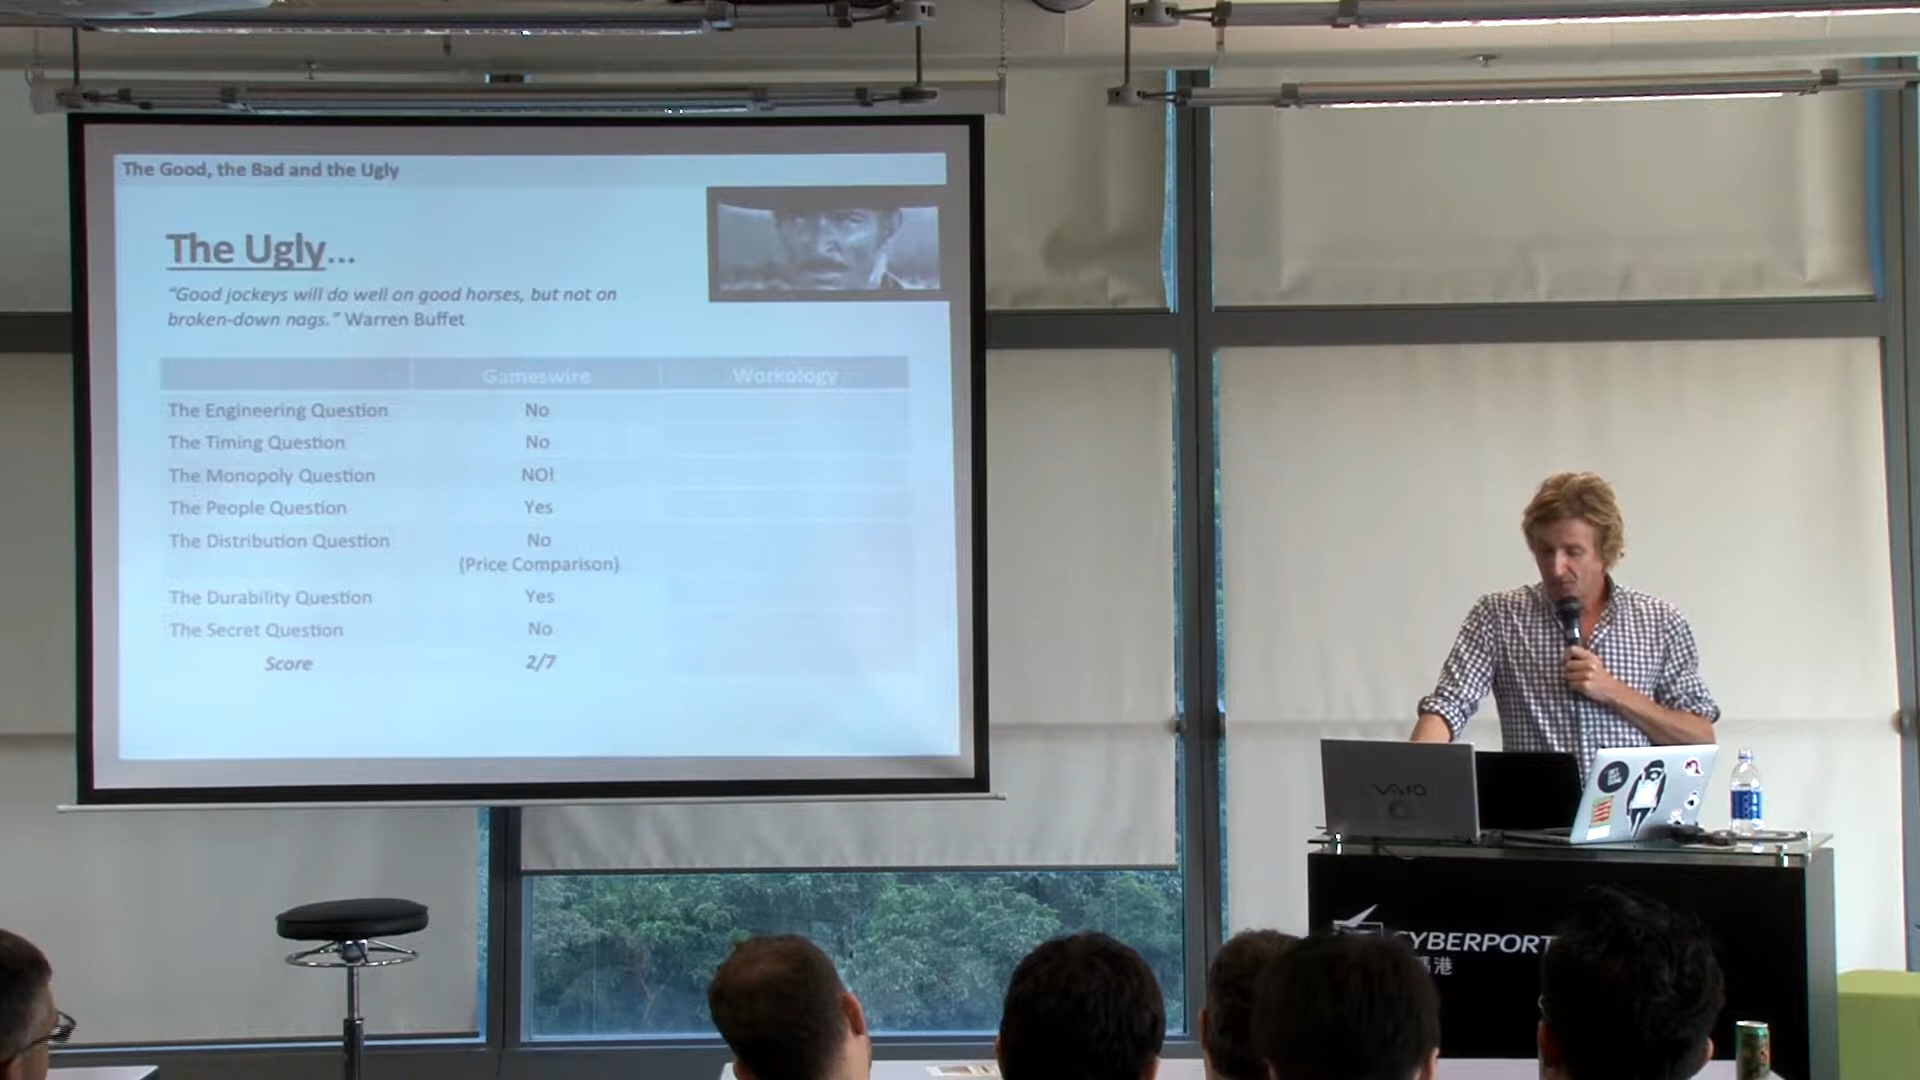 The Good, the Bad and the Ugly
The Ugly...
"Good jockeys will do well on good horses, but not on
broken-down nags." Warren Buffet
Gameswire Workology
The Engineering Question No
The Timing Question No
The Monopoly Question NO!
The People Question Yes
The Distribution Question No
(Price Comparison)
The Durability Question Yes
The Secret Question No
Score 2/7
VAIO
CYBERPORT
港